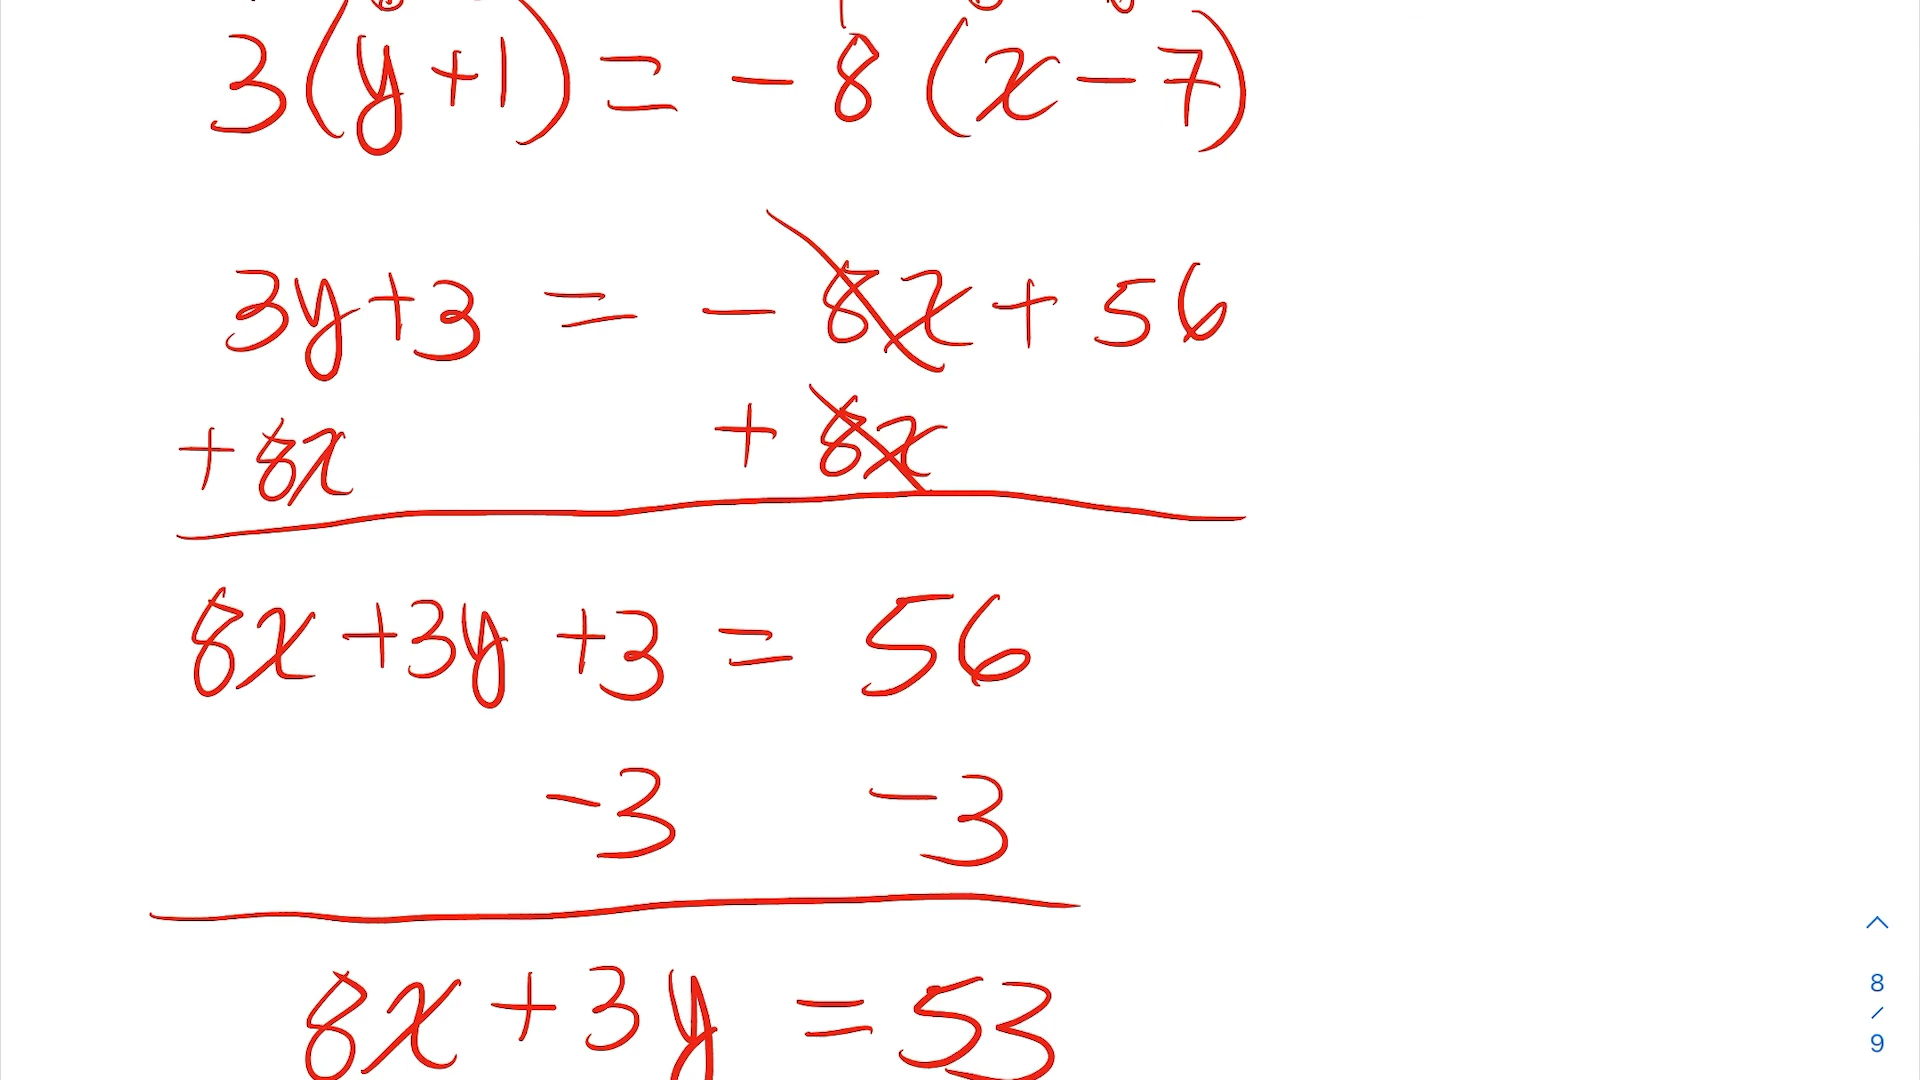 3(y+1) = -8(x-7)
3y+3 = -8x+56
+8x +8x
8x+3y+3 = 56
-3 -3
8x+3y = 53
8
/
9